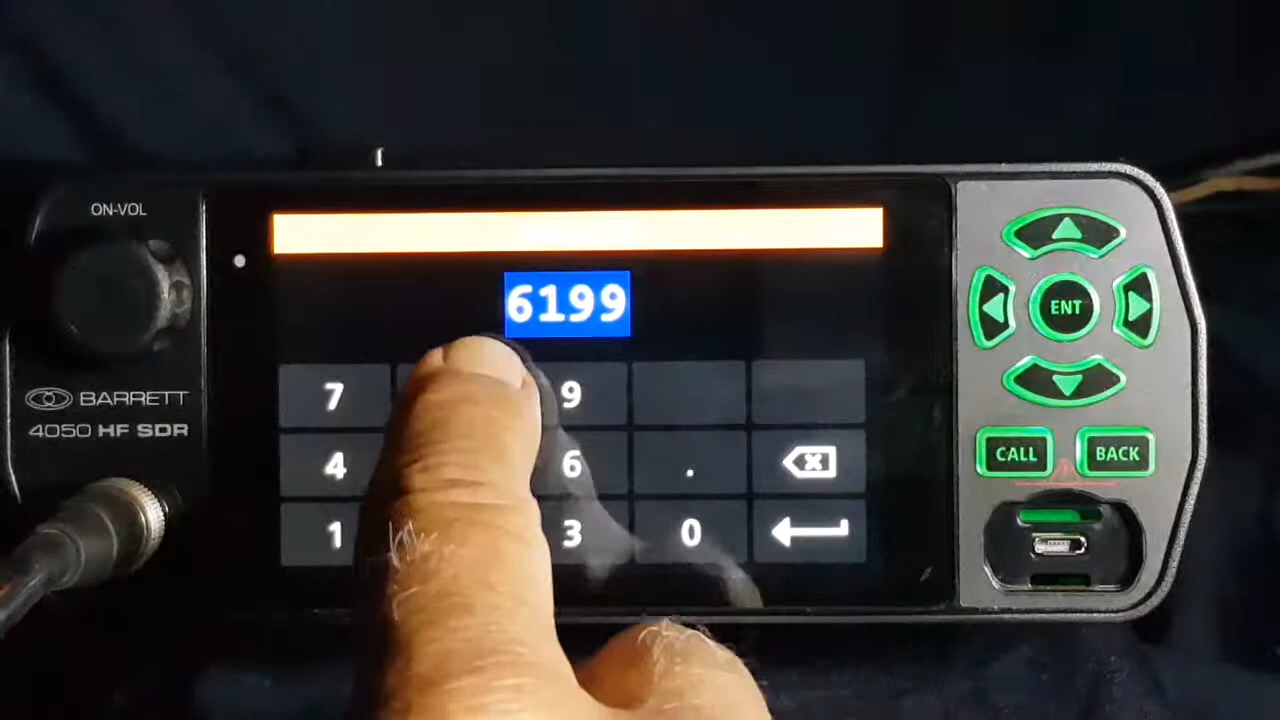 ON-VOL
6199
7 9
4 6 .
1 3 0
BARRETT
4050 HF SDR
ENT
CALL BACK